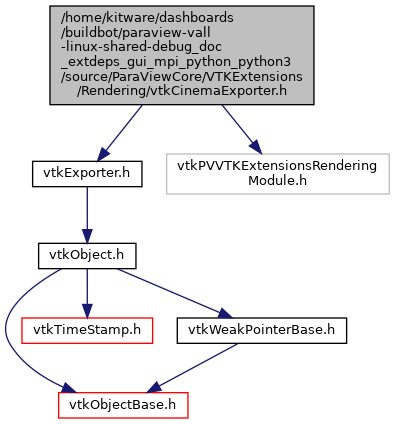 /home/kitware/dashboards
/buildbot/paraview-vall
-linux-shared-debug_doc
_extdeps_gui_mpi_python_python3
/source/ParaViewCore/VTKExtensions
/Rendering/vtkCinemaExporter.h
vtkExporter.h
vtkPVVTKExtensionsRendering
Module.h
vtkObject.h
vtkTimeStamp.h
vtkWeakPointerBase.h
vtkObjectBase.h